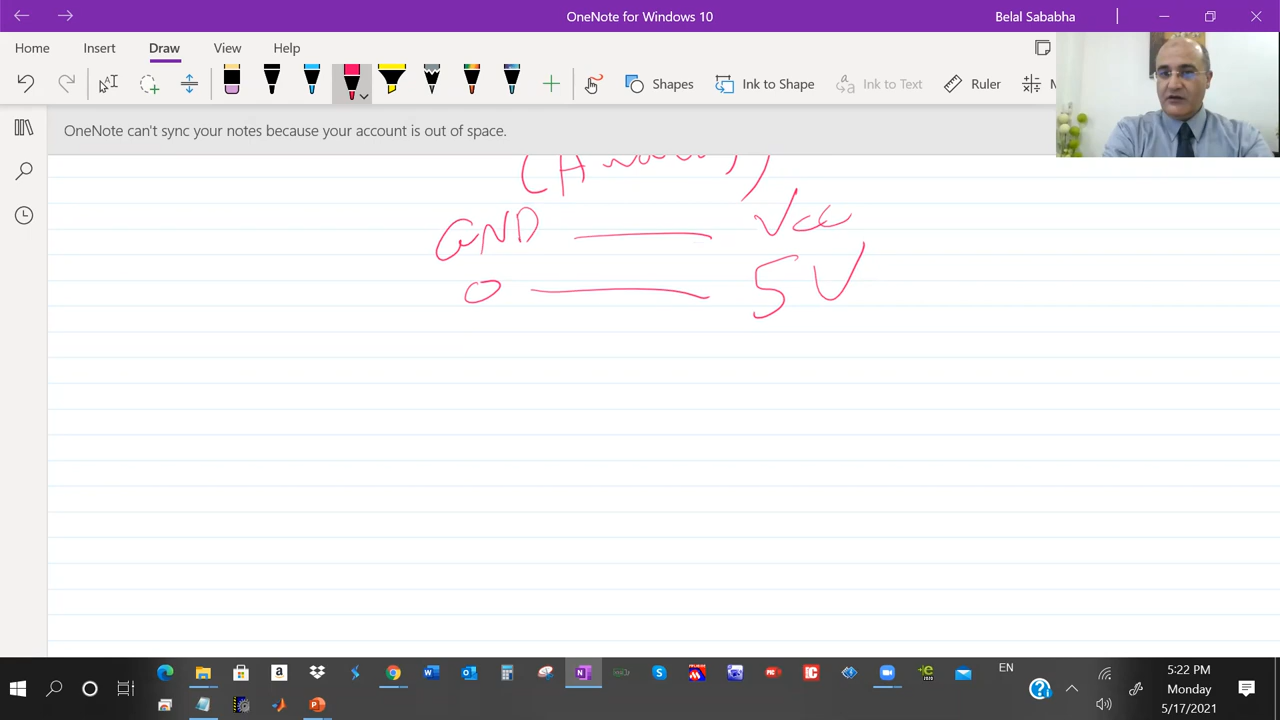 OneNote for Windows 10
Belal Sababha
Home Insert Draw View Help
Shapes Ink to Shape Ink to Text Ruler M
OneNote can't sync your notes because your account is out of space.
GND — Vcc
0 — 5V
EN
5:22 PM
Monday
5/17/2021